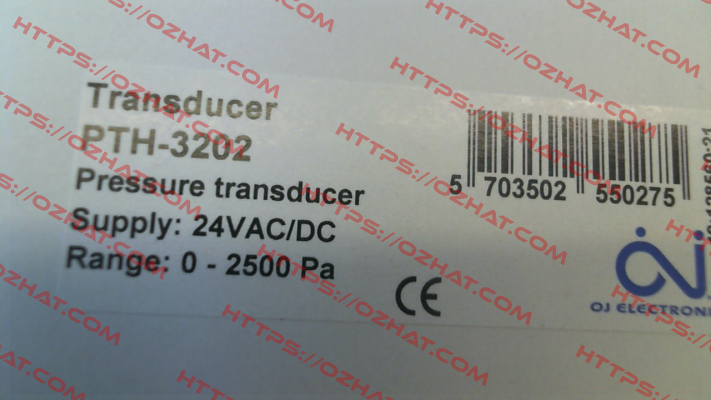 Transducer
PTH-3202
Pressure transducer
Supply: 24VAC/DC
Range: 0 - 2500 Pa
CE
5 703502 550275
OJ ELECTRONI
HTTPS://OZHAT.COM